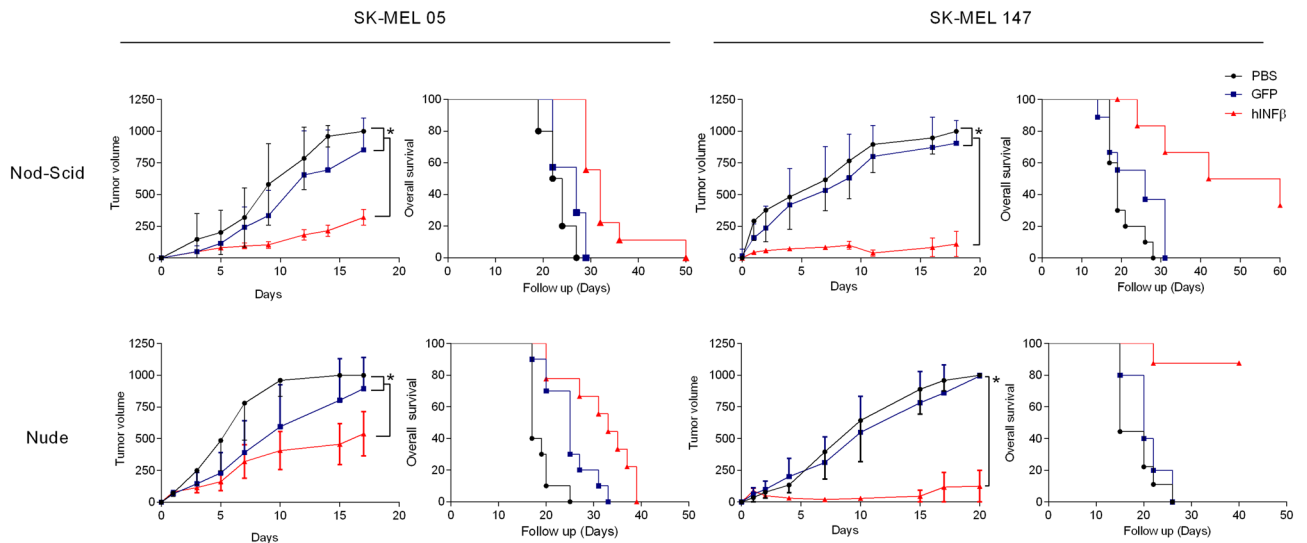 SK-MEL 05
SK-MEL 147
PBS
GFP
hINFβ
Nod-Scid
Tumor volume
1250
1000
750
500
250
0
0 5 10 15 20
Days
*
Overall survival
100
80
60
40
20
0
0 10 20 30 40 50
Follow up (Days)
Tumor volume
1250
1000
750
500
250
0
0 5 10 15 20
Days
*
Overall survival
100
80
60
40
20
0
0 10 20 30 40 50 60
Follow up (Days)
Nude
Tumor volume
1250
1000
750
500
250
0
0 5 10 15 20
Days
*
Overall survival
100
80
60
40
20
0
0 10 20 30 40 50
Follow up (Days)
Tumor volume
1250
1000
750
500
250
0
0 5 10 15 20
Days
*
Overall survival
100
80
60
40
20
0
0 10 20 30 40 50
Follow up (Days)